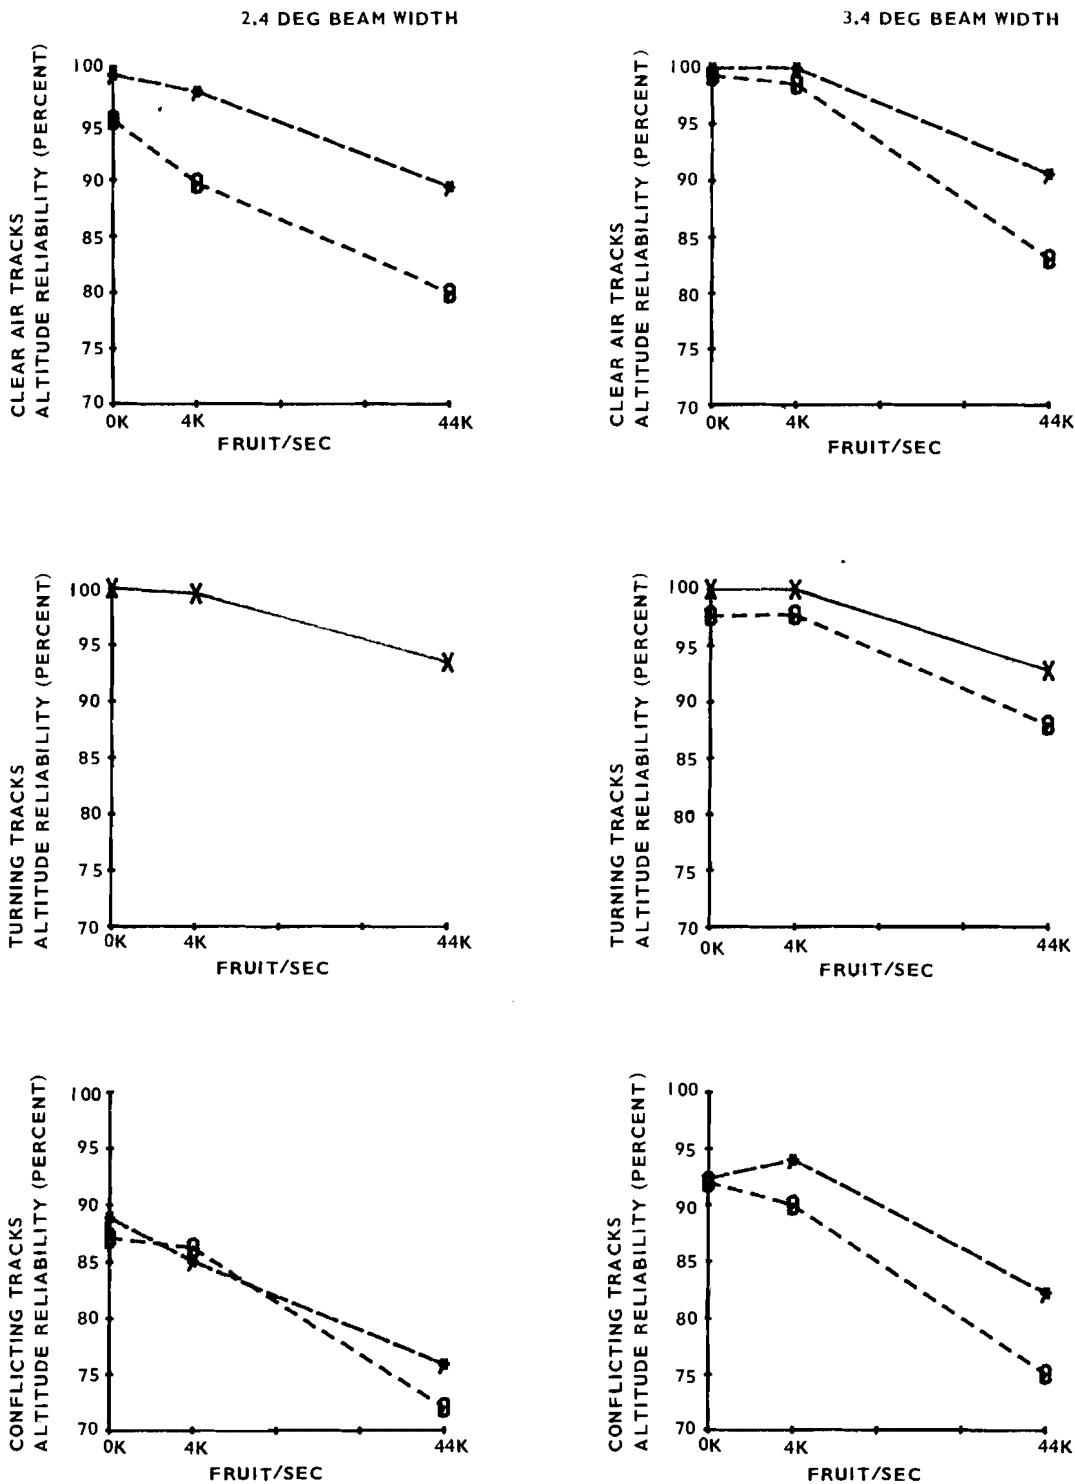 2.4 DEG BEAM WIDTH
3.4 DEG BEAM WIDTH
CLEAR AIR TRACKS
ALTITUDE RELIABILITY (PERCENT)
100
95
90
85
80
75
70
0K 4K 44K
FRUIT/SEC
CLEAR AIR TRACKS
ALTITUDE RELIABILITY (PERCENT)
100
95
90
85
80
75
70
0K 4K 44K
FRUIT/SEC
TURNING TRACKS
ALTITUDE RELIABILITY (PERCENT)
100
95
90
85
80
75
70
0K 4K 44K
FRUIT/SEC
TURNING TRACKS
ALTITUDE RELIABILITY (PERCENT)
100
95
90
85
80
75
70
0K 4K 44K
FRUIT/SEC
CONFLICTING TRACKS
ALTITUDE RELIABILITY (PERCENT)
100
95
90
85
80
75
70
0K 4K 44K
FRUIT/SEC
CONFLICTING TRACKS
ALTITUDE RELIABILITY (PERCENT)
100
95
90
85
80
75
70
0K 4K 44K
FRUIT/SEC